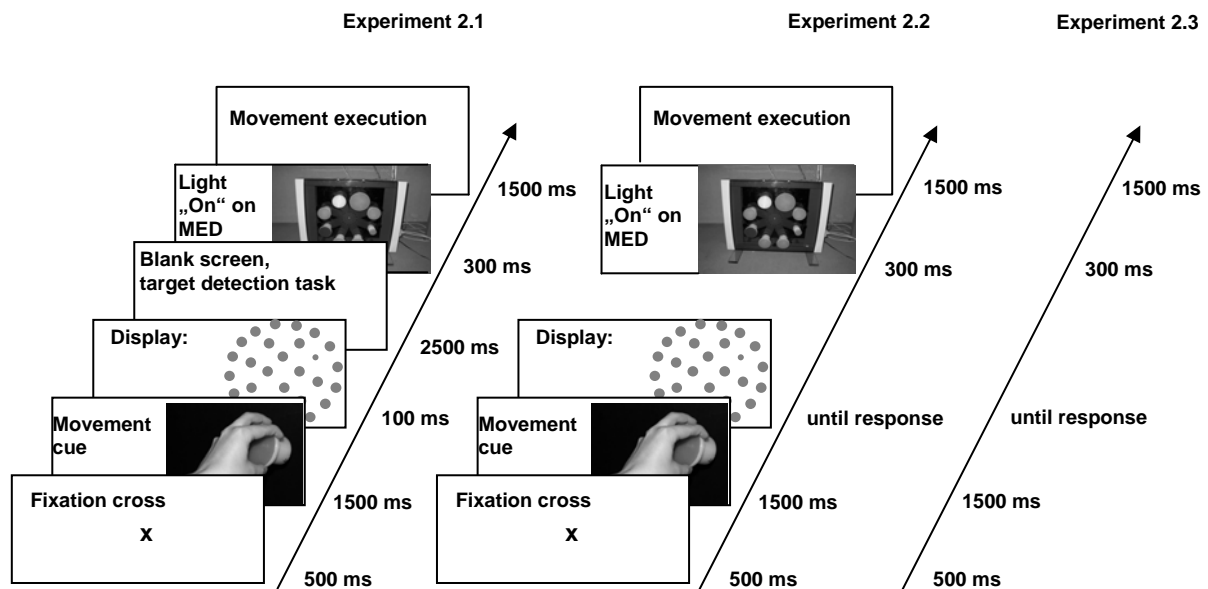 Experiment 2.1
Experiment 2.2
Experiment 2.3
Movement execution
Light
„On“ on
MED
Blank screen,
target detection task
Display:
Movement
cue
Fixation cross
x
1500 ms
300 ms
2500 ms
100 ms
1500 ms
500 ms
Movement execution
Light
„On“ on
MED
Display:
Movement
cue
Fixation cross
x
1500 ms
300 ms
until response
1500 ms
500 ms
1500 ms
300 ms
until response
1500 ms
500 ms